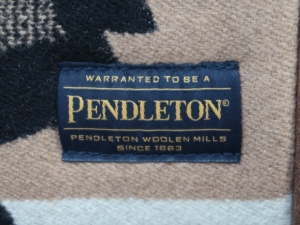 WARRANTED TO BE A
PENDLETON®
PENDLETON WOOLEN MILLS
SINCE 1863